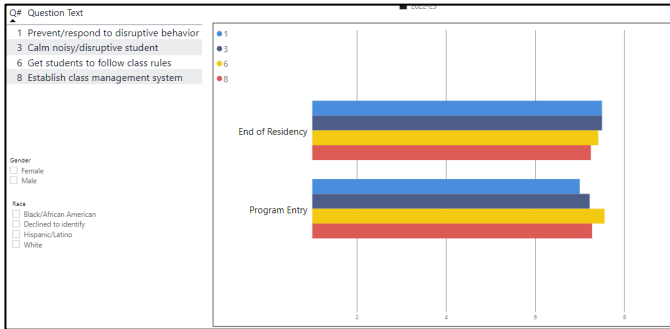 2022-23
Q# Question Text
1 Prevent/respond to disruptive behavior
3 Calm noisy/disruptive student
6 Get students to follow class rules
8 Establish class management system
1
3
6
8
End of Residency
Program Entry
Gender
Female
Male
Race
Black/African American
Declined to identify
Hispanic/Latino
White
2 4 6 8